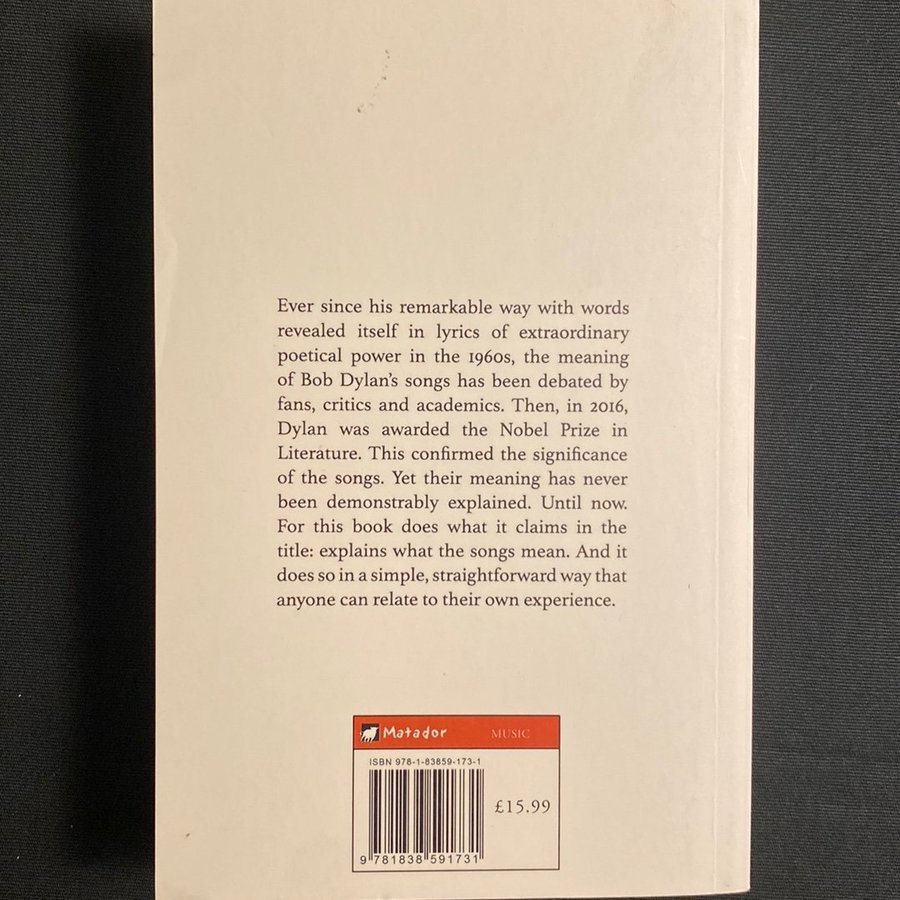 Ever since his remarkable way with words
revealed itself in lyrics of extraordinary
poetical power in the 1960s, the meaning
of Bob Dylan's songs has been debated by
fans, critics and academics. Then, in 2016,
Dylan was awarded the Nobel Prize in
Literature. This confirmed the significance
of the songs. Yet their meaning has never
been demonstrably explained. Until now.
For this book does what it claims in the
title: explains what the songs mean. And it
does so in a simple, straightforward way that
anyone can relate to their own experience.
Matador MUSIC
ISBN 978-1-83859-173-1
£15.99
9 781838 591731